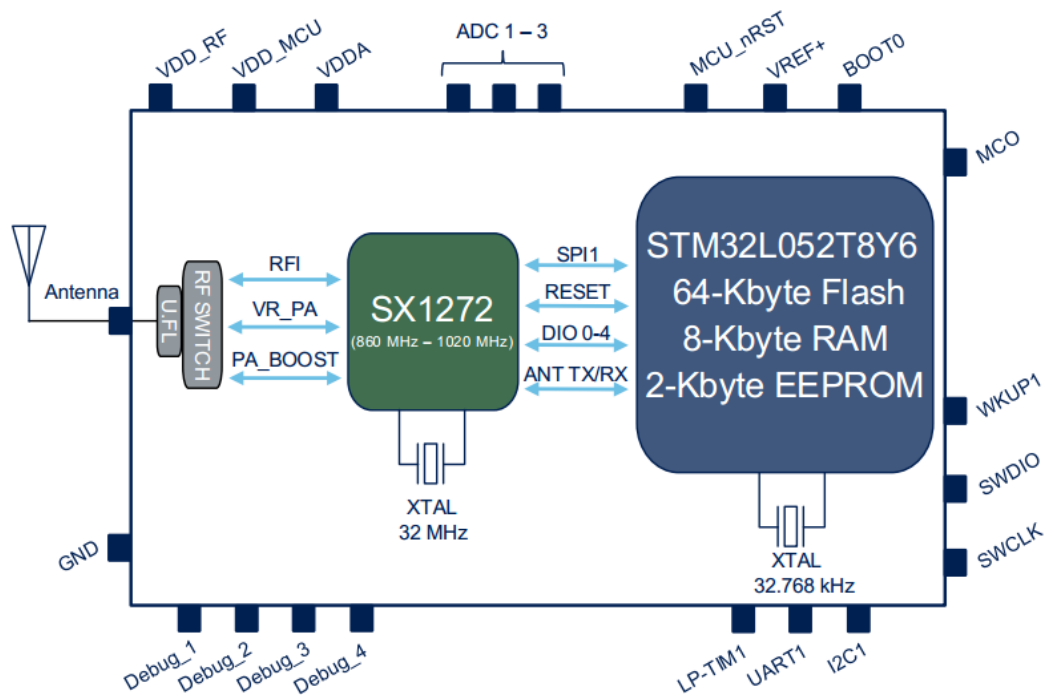 VDD_RF
VDD_MCU
VDDA
ADC 1 – 3
MCU_nRST
VREF+
BOOT0
MCO
Antenna
U.FL
RF SWITCH
RFI
VR_PA
PA_BOOST
SX1272
(860 MHz – 1020 MHz)
SPI1
RESET
DIO 0-4
ANT TX/RX
STM32L052T8Y6
64-Kbyte Flash
8-Kbyte RAM
2-Kbyte EEPROM
WKUP1
SWDIO
SWCLK
XTAL
32 MHz
XTAL
32.768 kHz
GND
Debug_1
Debug_2
Debug_3
Debug_4
LP-TIM1
UART1
I2C1